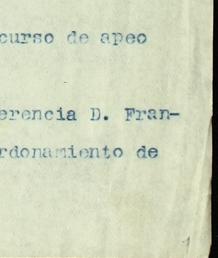 curso de apeo
erencia D. Fran-
rdonamiento de